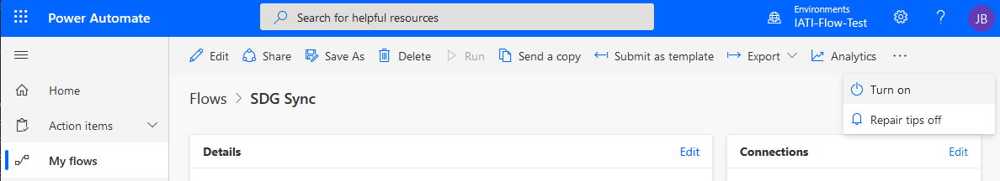 Power Automate
Search for helpful resources
Environments
IATI-Flow-Test
?
JB
Edit Share Save As Delete Run Send a copy Submit as template Export Analytics ...
Turn on
Repair tips off
Home
Action items
My flows
Flows > SDG Sync
Details Edit
Connections Edit